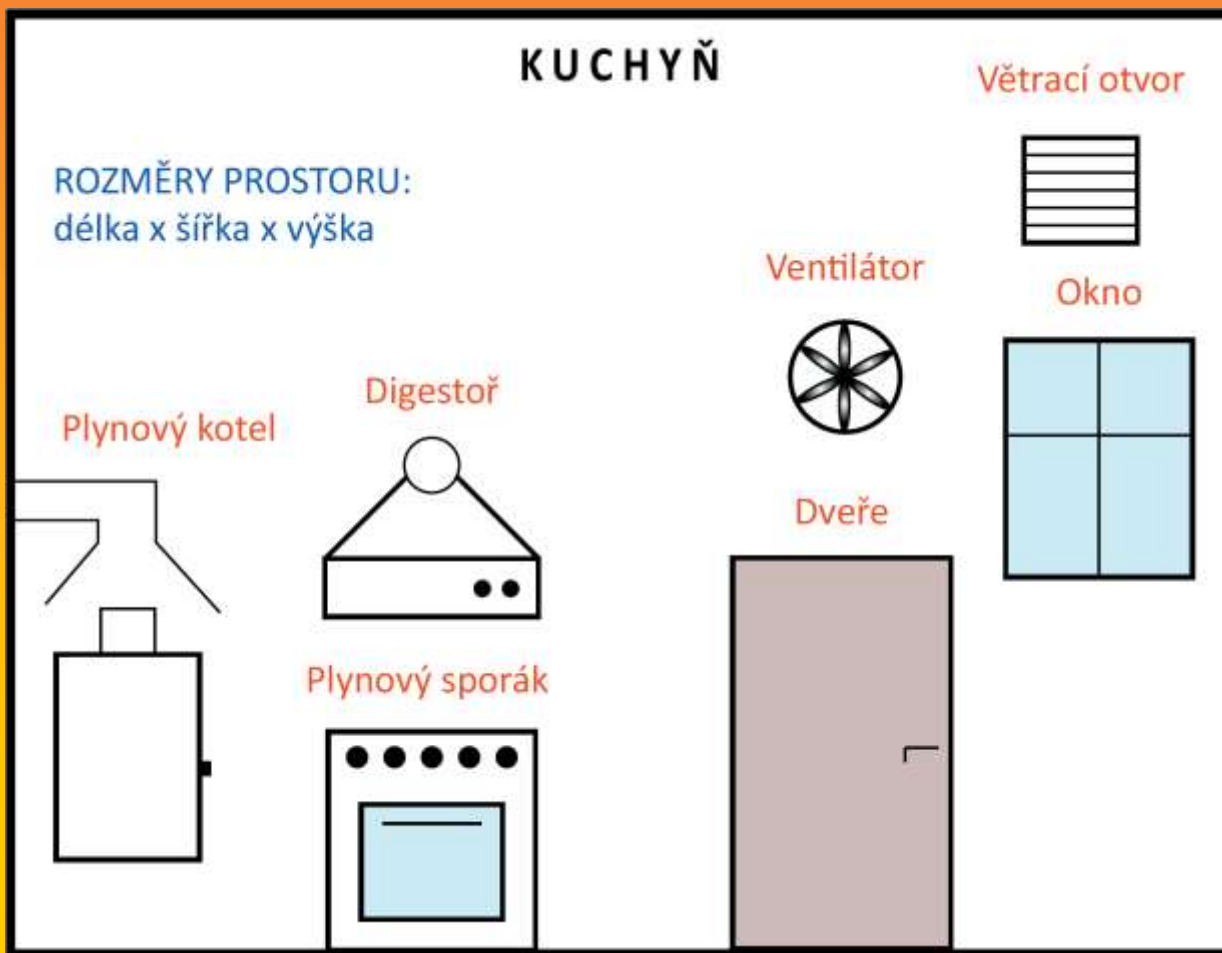 KUCHYŇ
Větrací otvor
ROZMĚRY PROSTORU:
délka x šířka x výška
Ventilátor
Okno
Digestoř
Plynový kotel
Dveře
Plynový sporák